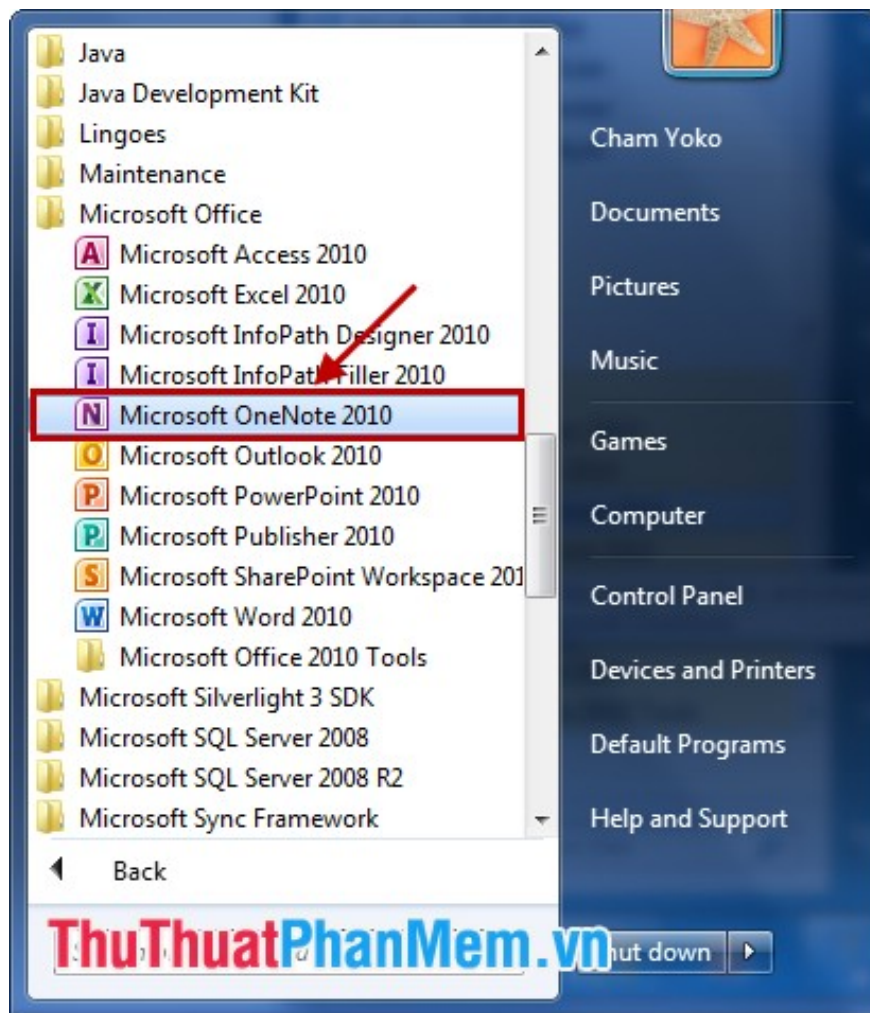 Java
Java Development Kit
Lingoes
Maintenance
Microsoft Office
A Microsoft Access 2010
X Microsoft Excel 2010
I Microsoft InfoPath Designer 2010
I Microsoft InfoPath Filler 2010
N Microsoft OneNote 2010
O Microsoft Outlook 2010
P Microsoft PowerPoint 2010
P Microsoft Publisher 2010
S Microsoft SharePoint Workspace 201
W Microsoft Word 2010
Microsoft Office 2010 Tools
Microsoft Silverlight 3 SDK
Microsoft SQL Server 2008
Microsoft SQL Server 2008 R2
Microsoft Sync Framework
Back
ThuThuatPhanMem.vn
Cham Yoko
Documents
Pictures
Music
Games
Computer
Control Panel
Devices and Printers
Default Programs
Help and Support
hut down